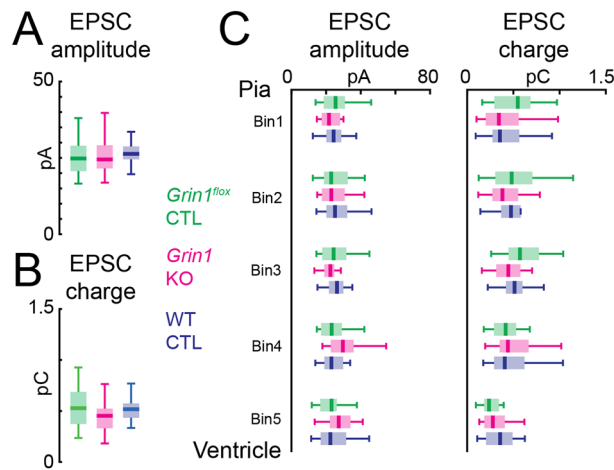 A
EPSC
amplitude
50
pA
0
Grin1flox
CTL
Grin1
KO
WT
CTL
B
EPSC
charge
1.5
pC
0
C
EPSC
amplitude
EPSC
charge
0
pA
80
0
pC
1.5
Pia
Bin1
Bin2
Bin3
Bin4
Bin5
Ventricle